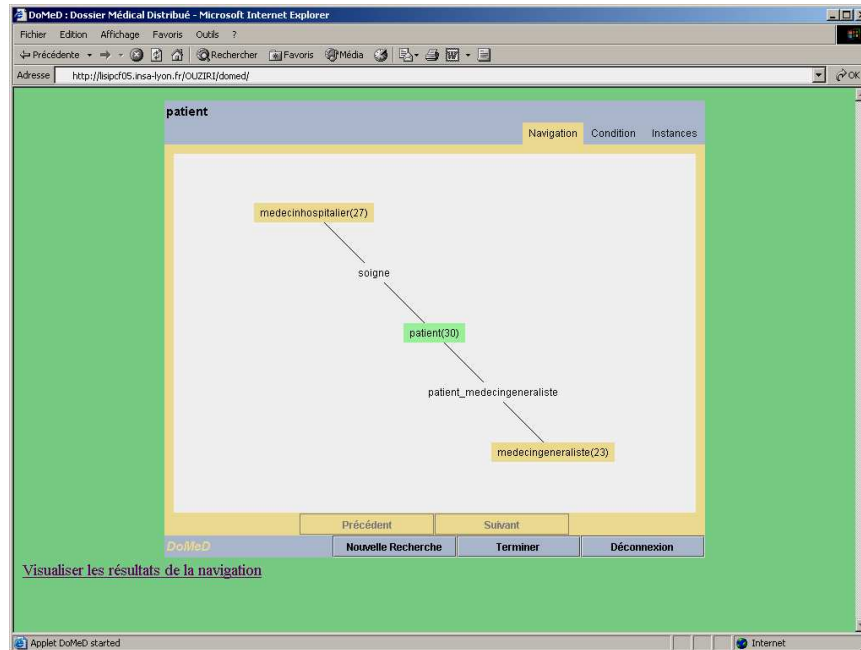 DoMeD : Dossier Médical Distribué - Microsoft Internet Explorer
Fichier Edition Affichage Favoris Outils ?
Précédente Rechercher Favoris Média
Adresse http://lisipcf05.insa-lyon.fr/OUZIRI/domed/ OK
patient
Navigation Condition Instances
medecinhospitalier(27)
soigne
patient(30)
patient_medecingeneraliste
medecingeneraliste(23)
Précédent Suivant
DoMeD Nouvelle Recherche Terminer Déconnexion
Visualiser les résultats de la navigation
Applet DoMeD started Internet